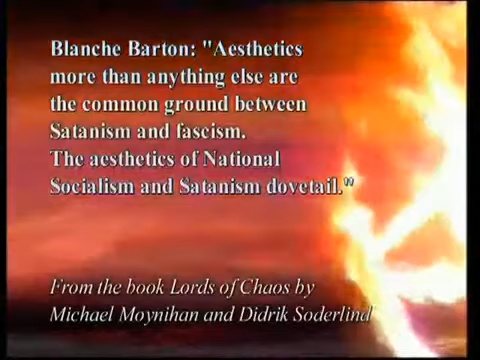 Blanche Barton: "Aesthetics
more than anything else are
the common ground between
Satanism and fascism.
The aesthetics of National
Socialism and Satanism dovetail."
From the book Lords of Chaos by
Michael Moynihan and Didrik Soderlind